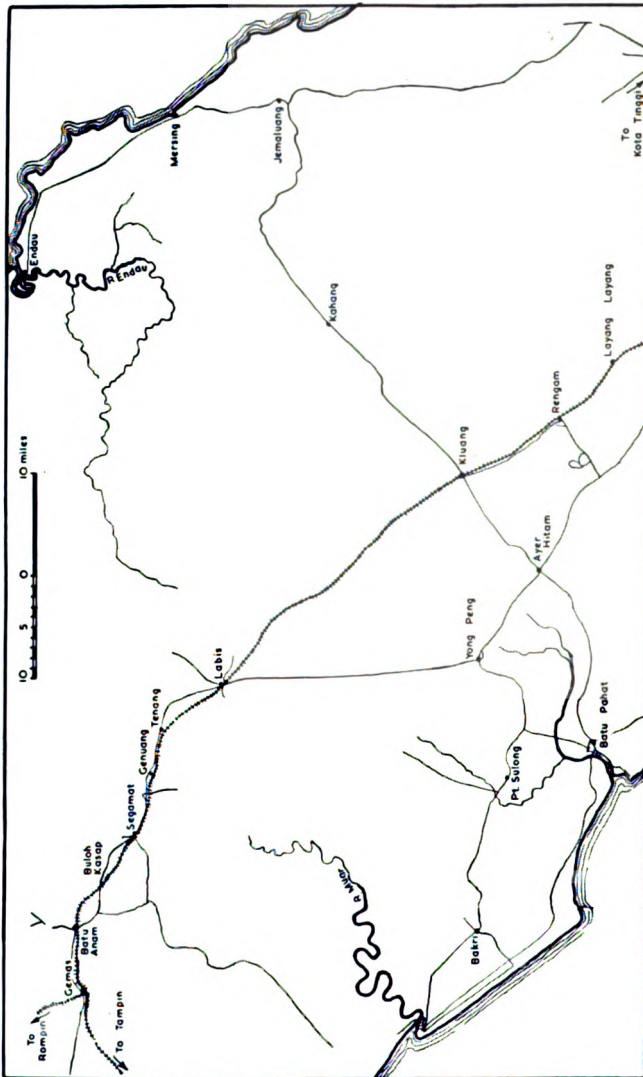 To
Rompin
To Tampin
Gemas
Batu
Anam
Buloh
Kasap
Segamat
Genuang
Tenang
Labis
R. Muar
Bakri
Pt. Sulong
Batu Pahat
Yong Peng
Ayer
Hitam
Kluang
Rengam
Layang Layang
Kahang
Jemaluang
Mersing
Endau
R. Endau
To
Kota Tinggi
10
5
0
10 miles